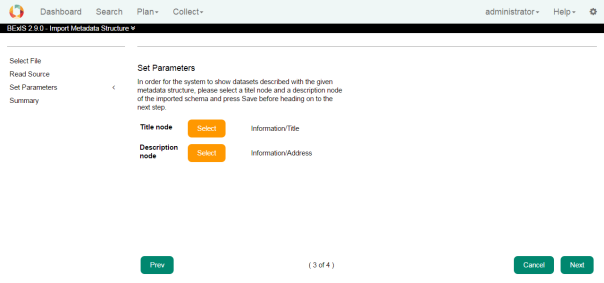 Dashboard Search Plan Collect administrator Help
BExIS 2.9.0 - Import Metadata Structure
Select File
Read Source
Set Parameters
Summary
Set Parameters
In order for the system to show datasets described with the given
metadata structure, please select a titel node and a description node
of the imported schema and press Save before heading on to the
next step.
Title node Select Information/Title
Description
node Select Information/Address
Prev ( 3 of 4 ) Cancel Next